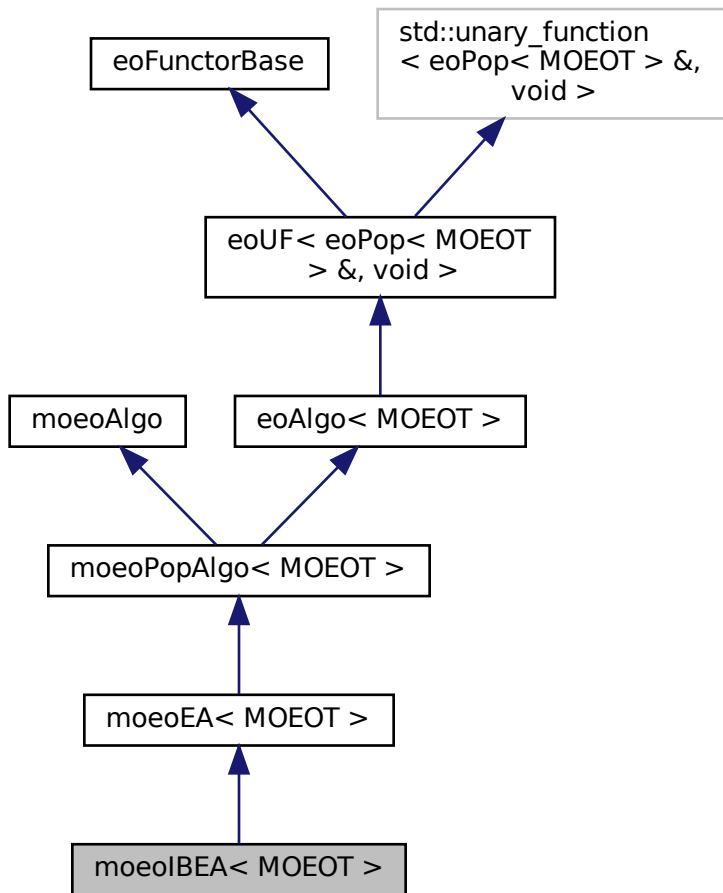 eoFunctorBase
std::unary_function
< eoPop< MOEOT > &,
void >
eoUF< eoPop< MOEOT
> &, void >
moeoAlgo
eoAlgo< MOEOT >
moeoPopAlgo< MOEOT >
moeoEA< MOEOT >
moeoIBEA< MOEOT >